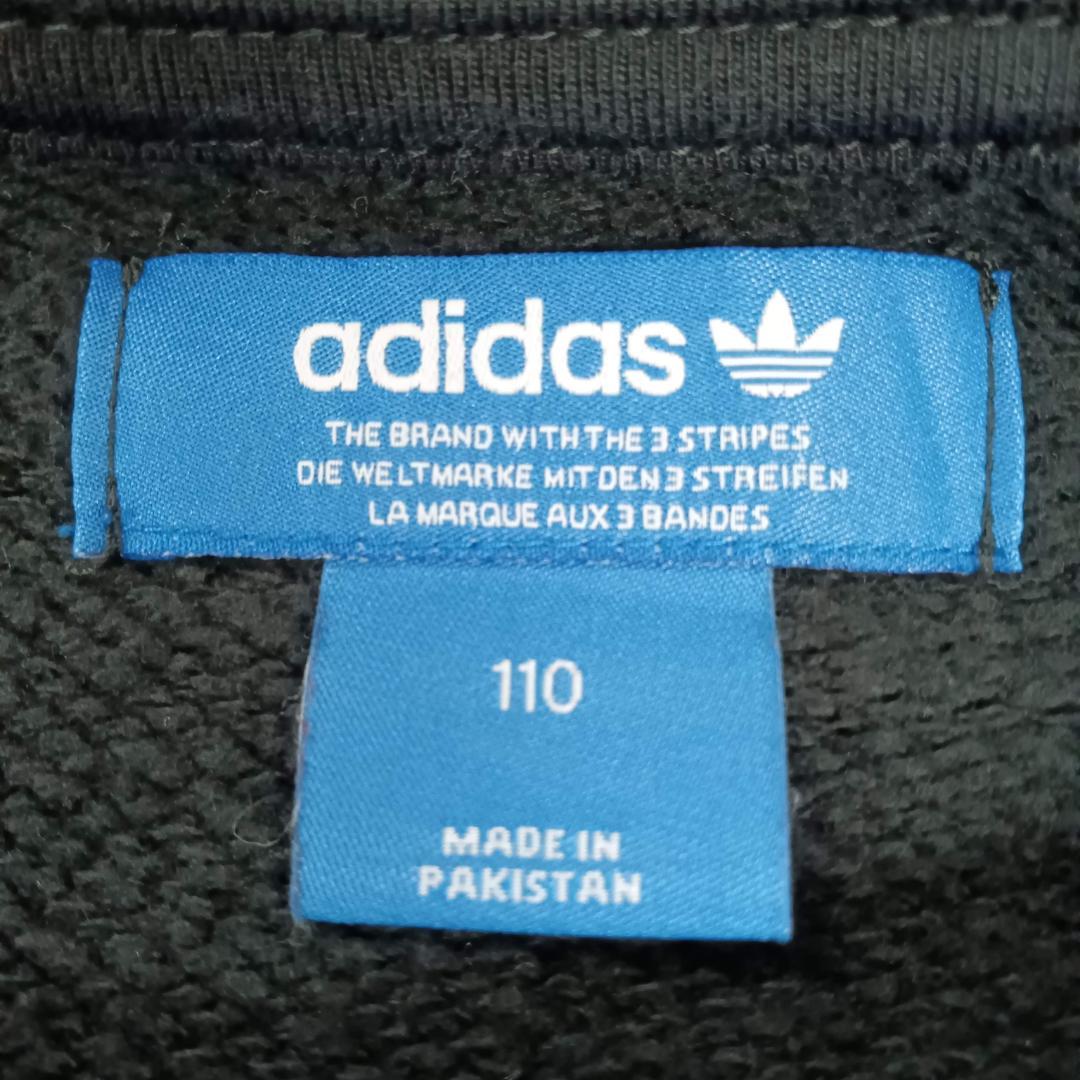 adidas
THE BRAND WITH THE 3 STRIPES
DIE WELTMARKE MIT DEN 3 STREIFEN
LA MARQUE AUX 3 BANDES
110
MADE IN
PAKISTAN